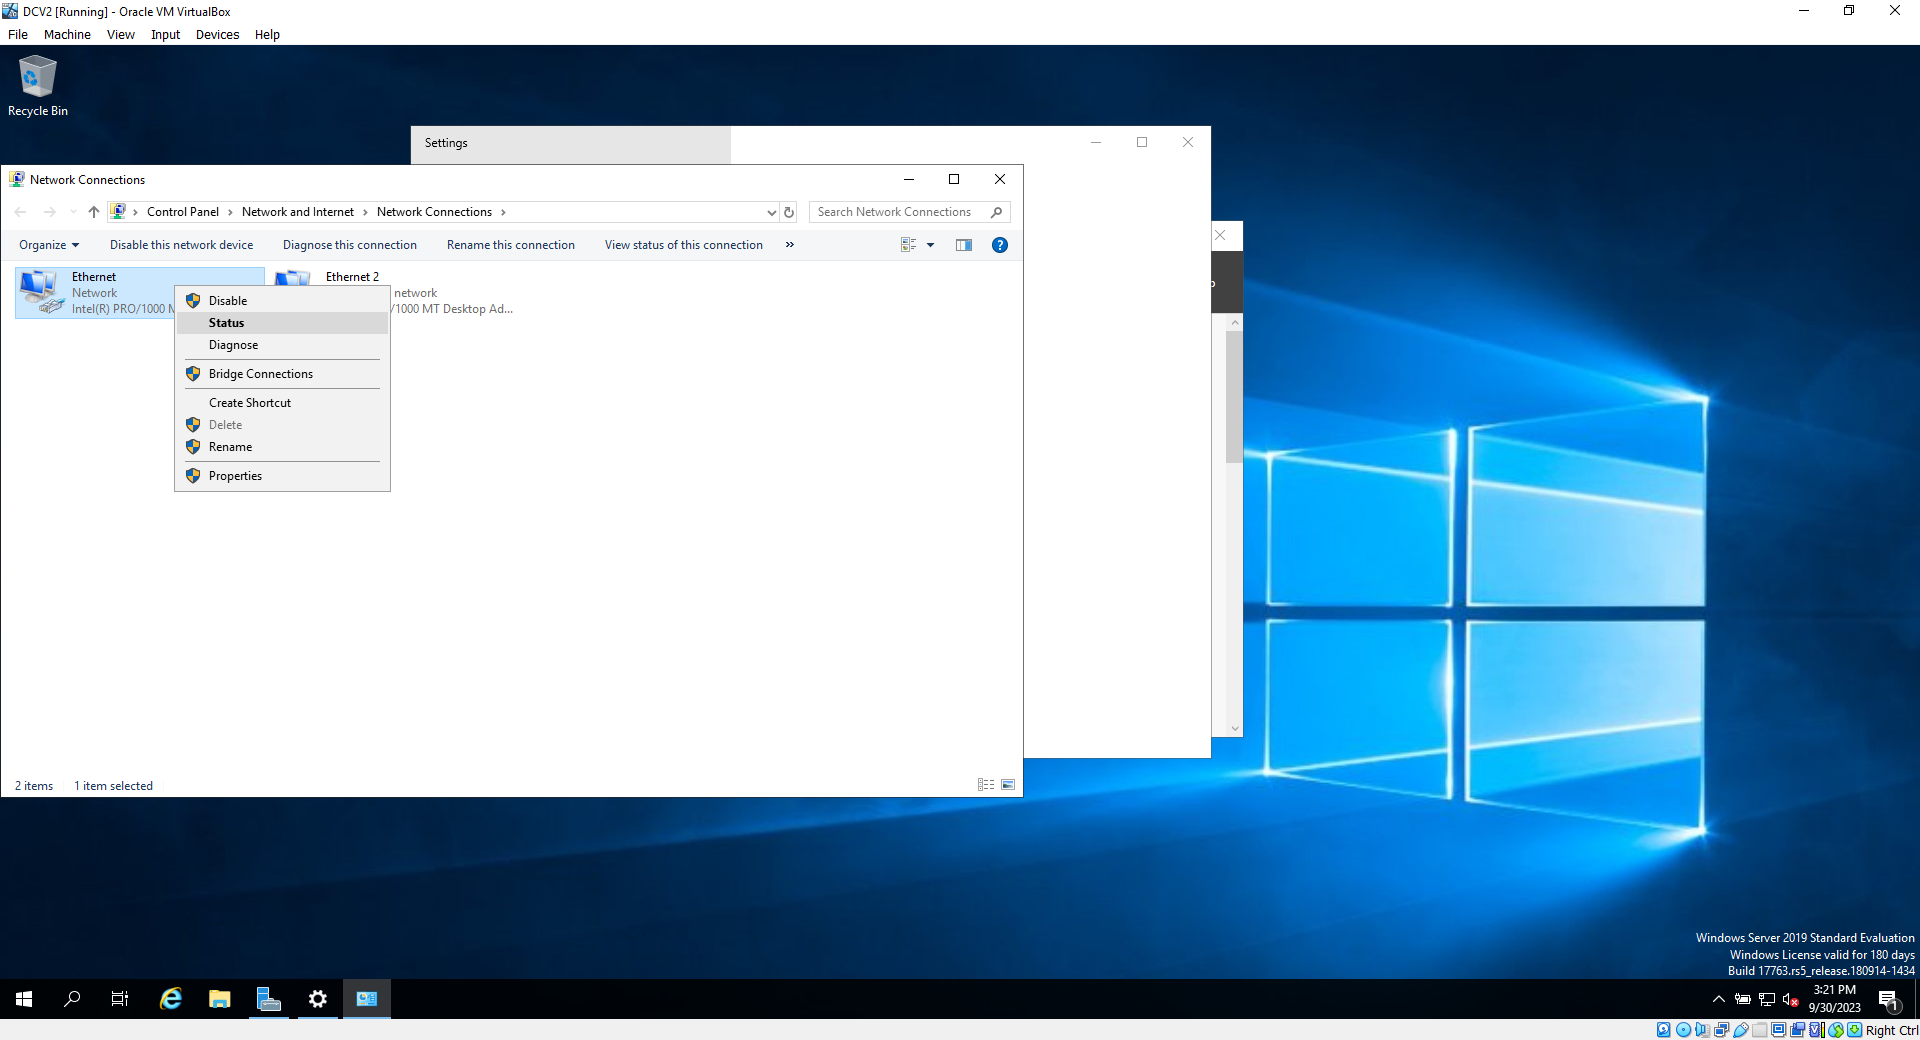 DCV2 [Running] - Oracle VM VirtualBox
File Machine View Input Devices Help
Recycle Bin
Settings
Network Connections
Control Panel > Network and Internet > Network Connections >
Search Network Connections
Organize
Disable this network device
Diagnose this connection
Rename this connection
View status of this connection
»
Ethernet
Network
Intel(R) PRO/1000 M
Ethernet 2
network
/1000 MT Desktop Ad...
Disable
Status
Diagnose
Bridge Connections
Create Shortcut
Delete
Rename
Properties
2 items
1 item selected
Windows Server 2019 Standard Evaluation
Windows License valid for 180 days
Build 17763.rs5_release.180914-1434
3:21 PM
9/30/2023
1
Right Ctrl